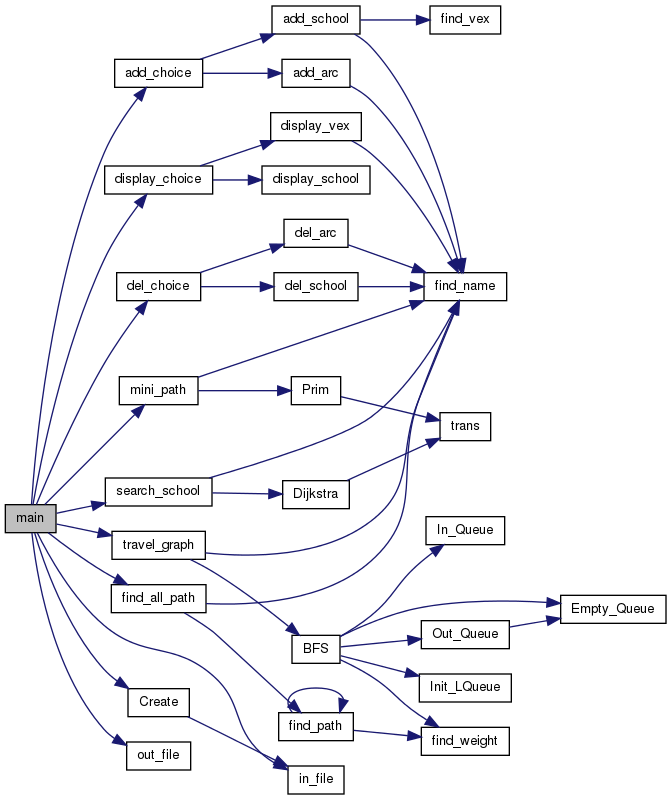 add_school
find_vex
add_choice
add_arc
display_vex
display_choice
display_school
del_arc
del_choice
del_school
find_name
mini_path
Prim
trans
search_school
Dijkstra
main
In_Queue
travel_graph
find_all_path
Empty_Queue
Out_Queue
BFS
Init_LQueue
Create
find_path
find_weight
out_file
in_file